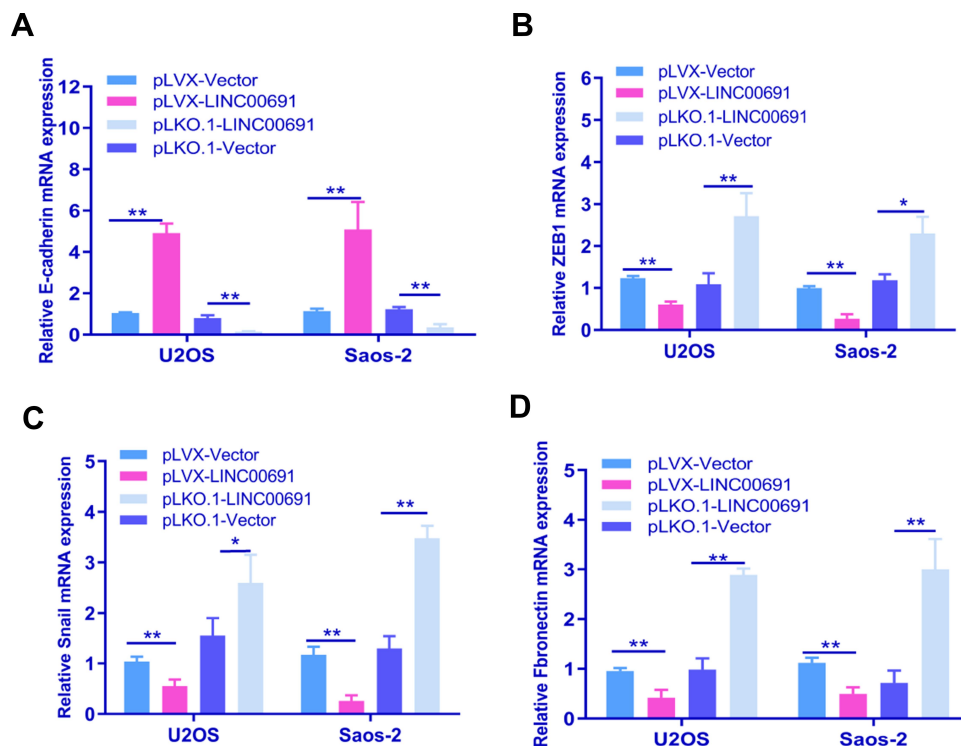 A
Relative E-cadherin mRNA expression
pLVX-Vector
pLVX-LINC00691
pLKO.1-LINC00691
pLKO.1-Vector
12
10
8
6
4
2
0
**
**
**
**
U2OS
Saos-2
B
Relative ZEB1 mRNA expression
pLVX-Vector
pLVX-LINC00691
pLKO.1-LINC00691
pLKO.1-Vector
6
5
4
3
2
1
0
**
**
**
*
U2OS
Saos-2
C
Relative Snail mRNA expression
pLVX-Vector
pLVX-LINC00691
pLKO.1-LINC00691
pLKO.1-Vector
5
4
3
2
1
0
**
*
**
**
U2OS
Saos-2
D
Relative Fbronectin mRNA expression
pLVX-Vector
pLVX-LINC00691
pLKO.1-LINC00691
pLKO.1-Vector
5
4
3
2
1
0
**
**
**
**
U2OS
Saos-2